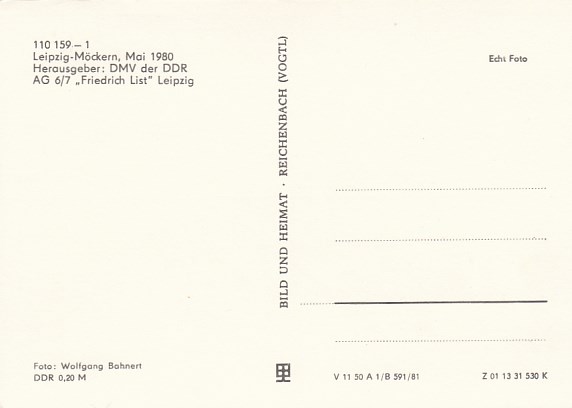 110 159 – 1
Leipzig-Möckern, Mai 1980
Herausgeber: DMV der DDR
AG 6/7 „Friedrich List" Leipzig
Echt Foto
BILD UND HEIMAT · REICHENBACH (VOGTL)
Foto: Wolfgang Bahnert
DDR 0,20 M
V 11 50 A 1/B 591/81
Z 01 13 31 530 K